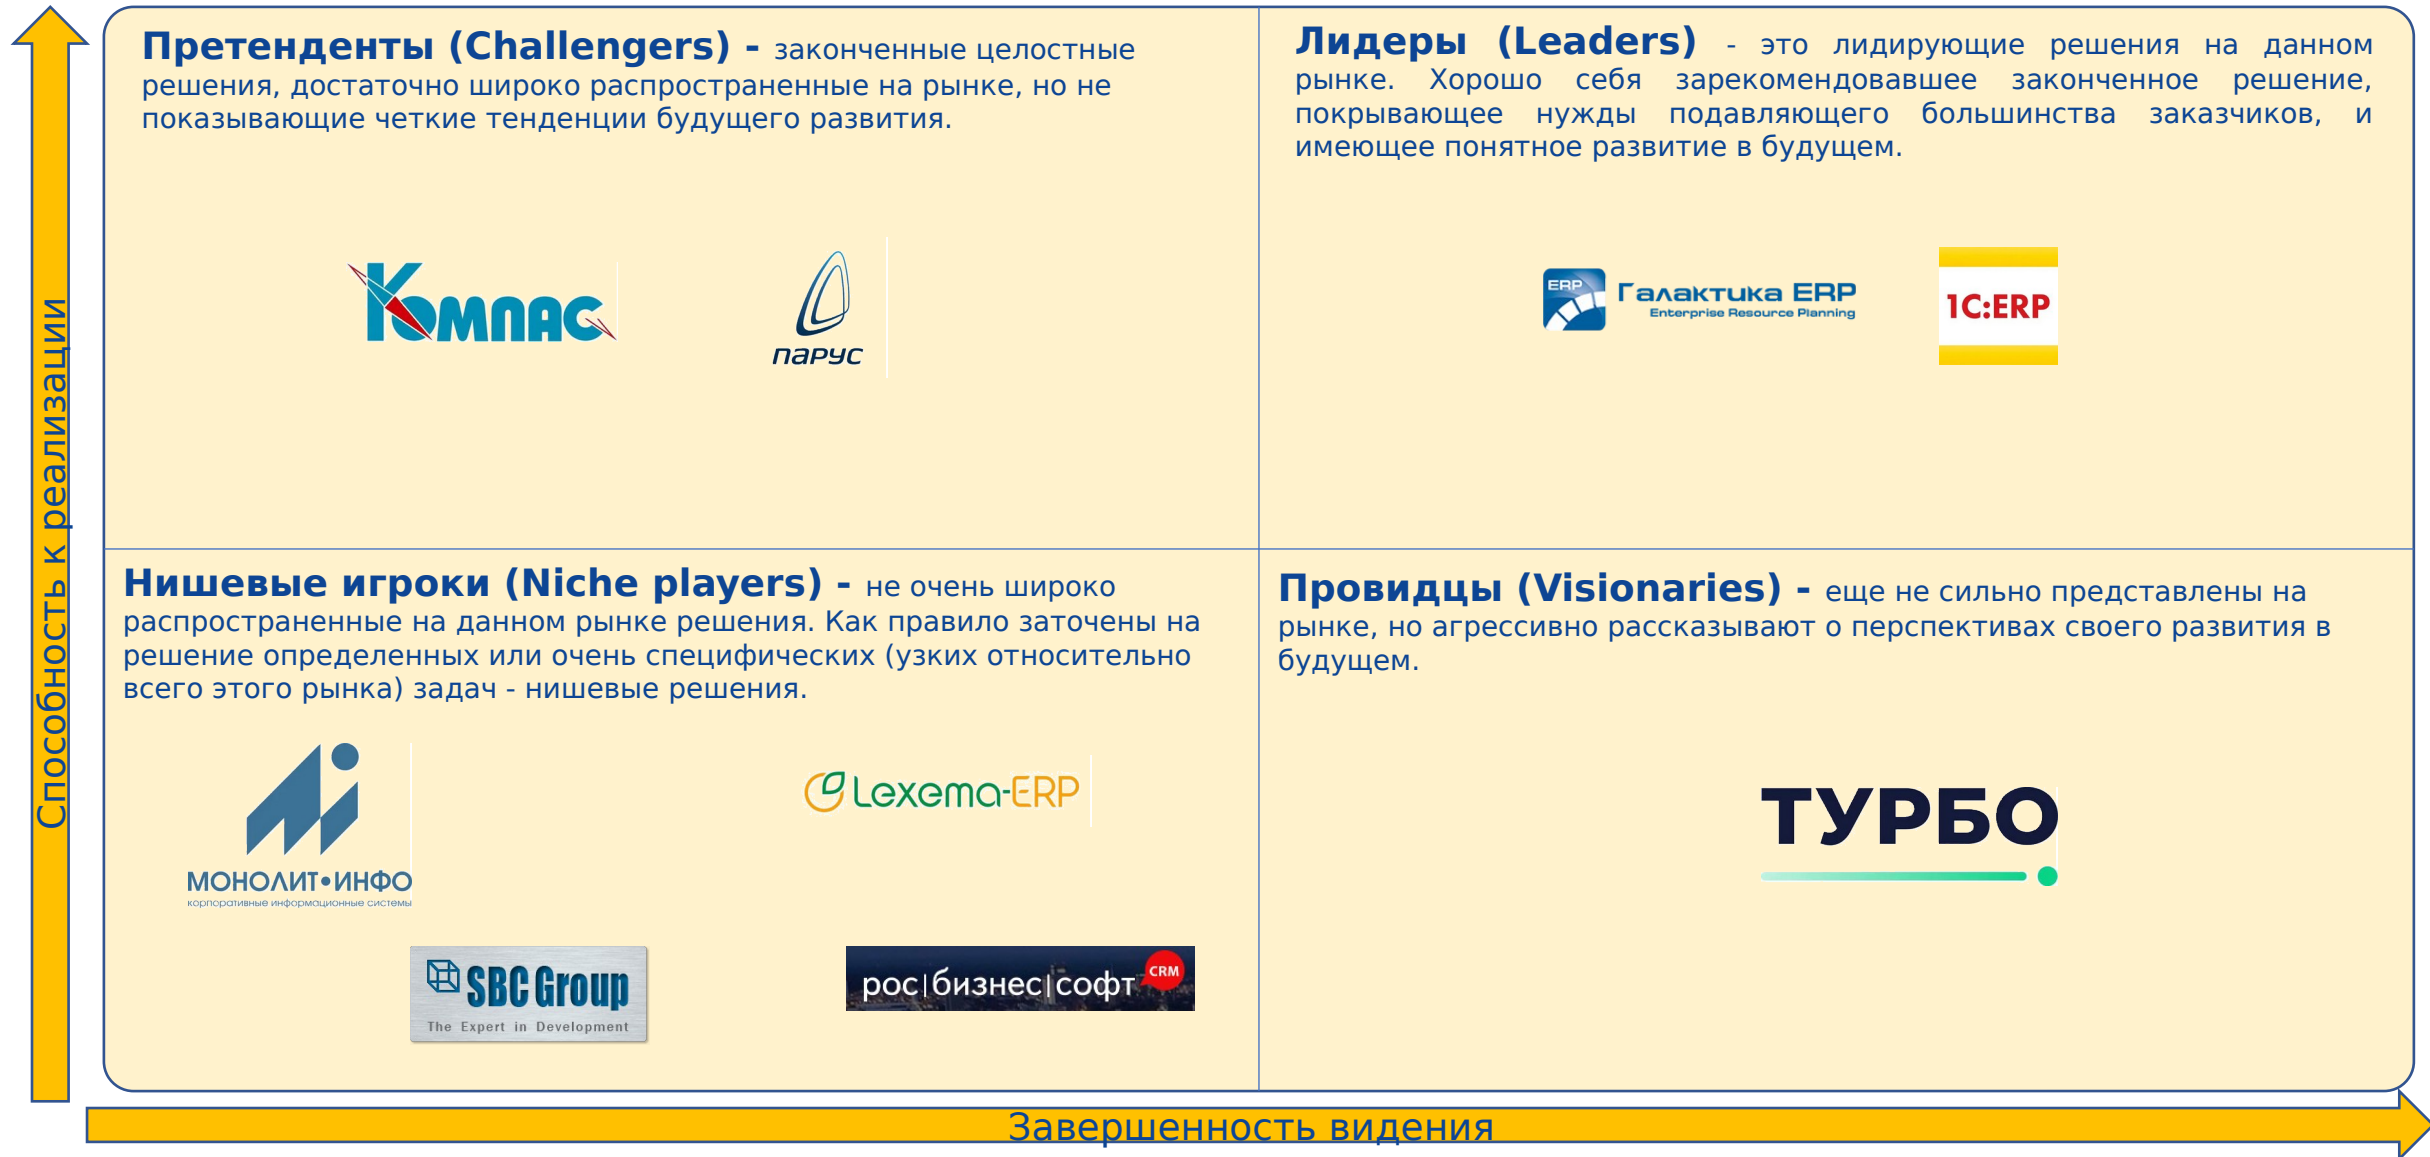 Претенденты (Challengers) - законченные целостные
решения, достаточно широко распространенные на рынке, но не
показывающие четкие тенденции будущего развития.
Компас
ПАРУС
Лидеры (Leaders) - это лидирующие решения на данном
рынке. Хорошо себя зарекомендовавшее законченное решение,
покрывающее нужды подавляющего большинства заказчиков, и
имеющее понятное развитие в будущем.
ERP
Галактика ERP
Enterprise Resource Planning
1С:ERP
Способность к реализации
Нишевые игроки (Niche players) - не очень широко
распространенные на данном рынке решения. Как правило заточены на
решение определенных или очень специфических (узких относительно
всего этого рынка) задач - нишевые решения.
МОНОЛИТ•ИНФО
корпоративные информационные системы
Lexema-ERP
SBC Group
The Expert in Development
рос|бизнес|софт
CRM
Провидцы (Visionaries) - еще не сильно представлены на
рынке, но агрессивно рассказывают о перспективах своего развития в
будущем.
ТУРБО
Завершенность видения